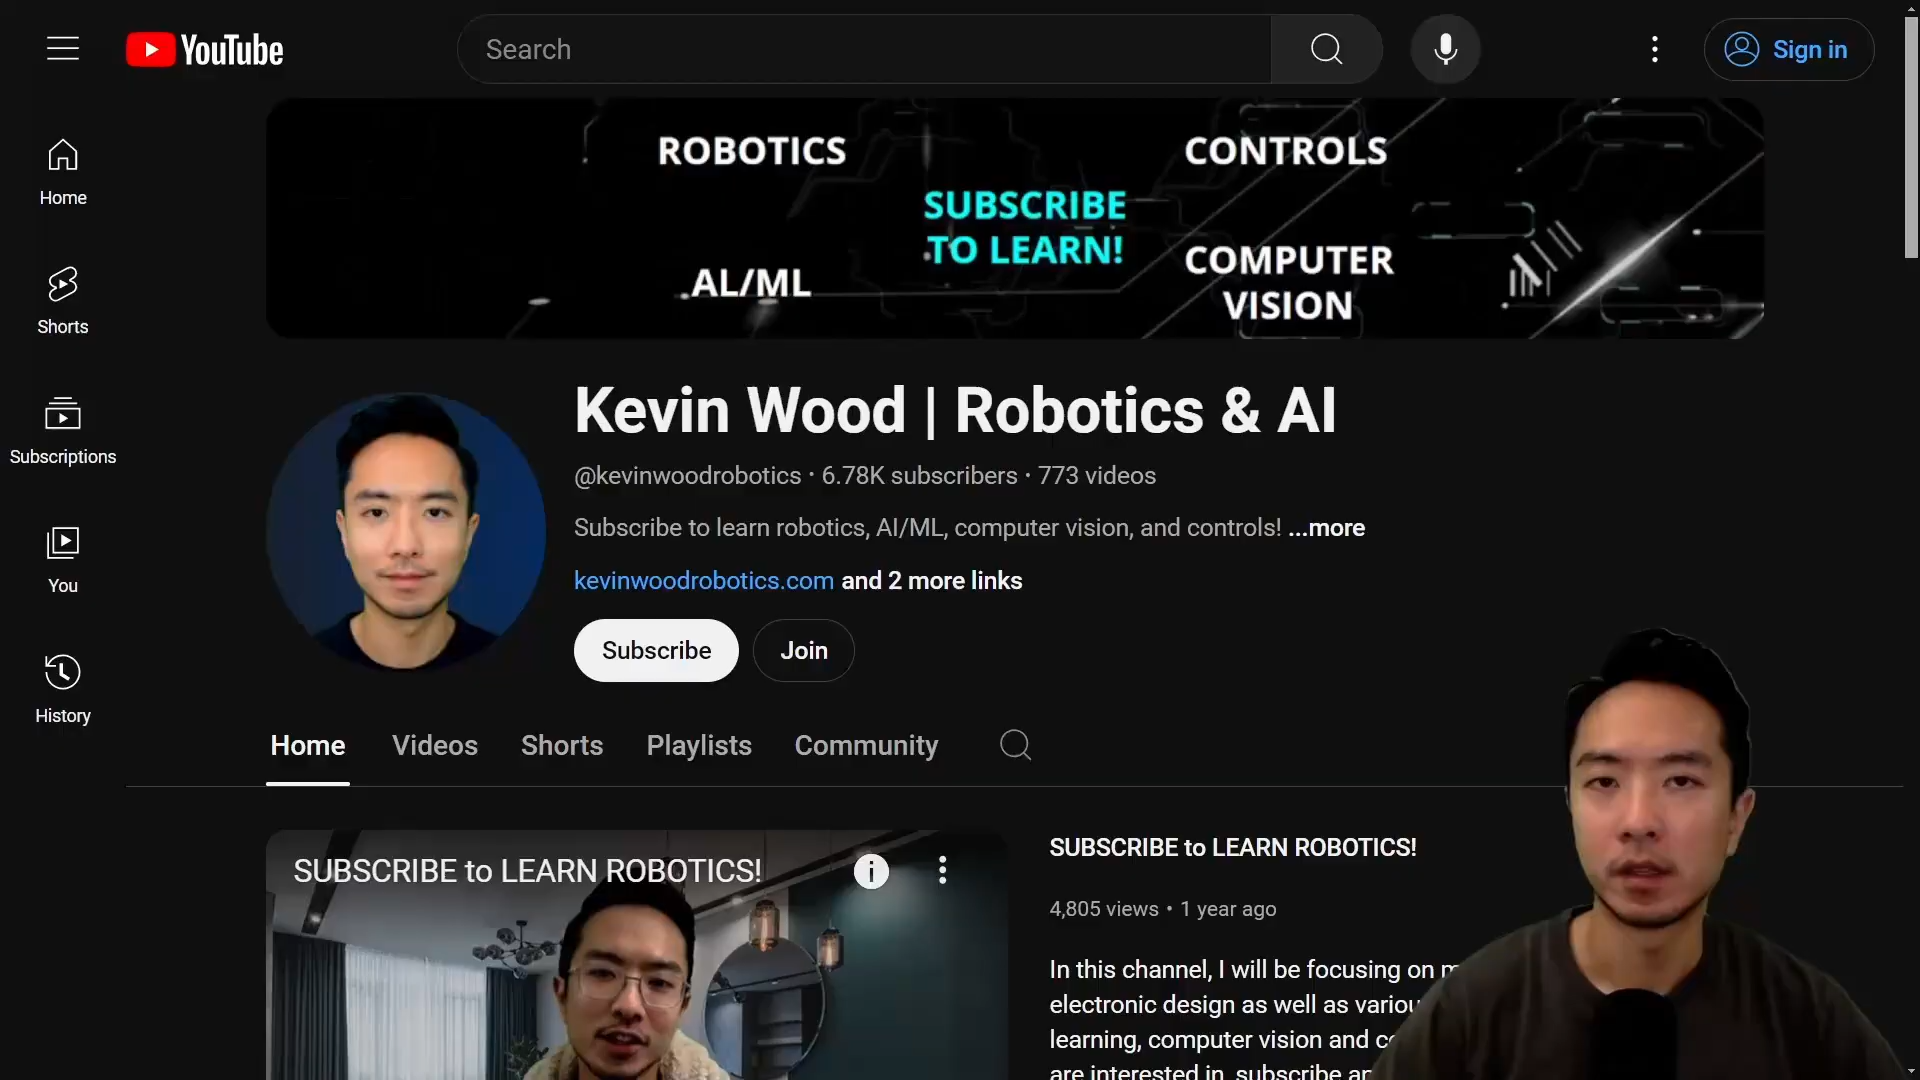 YouTube
Search
Sign in
Home
Shorts
Subscriptions
You
History
ROBOTICS
CONTROLS
SUBSCRIBE
TO LEARN!
AI/ML
COMPUTER
VISION
Kevin Wood | Robotics & AI
@kevinwoodrobotics · 6.78K subscribers · 773 videos
Subscribe to learn robotics, AI/ML, computer vision, and controls! ...more
kevinwoodrobotics.com and 2 more links
Subscribe
Join
Home Videos Shorts Playlists Community
SUBSCRIBE to LEARN ROBOTICS!
SUBSCRIBE to LEARN ROBOTICS!
4,805 views • 1 year ago
In this channel, I will be focusing on
electronic design as well as
learning, computer vision and
are interested in, subscribe